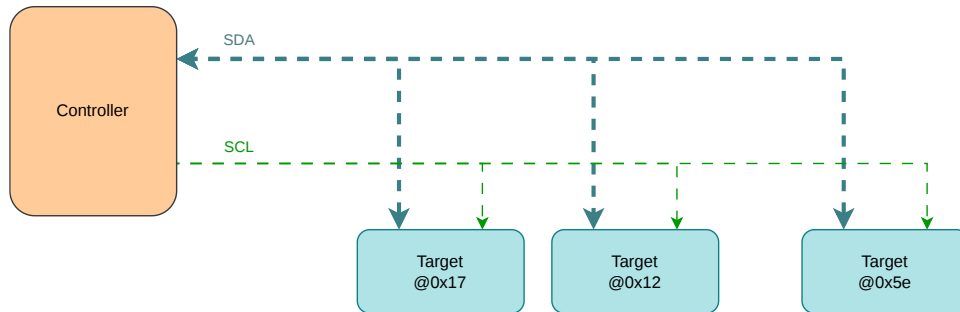 SDA
Controller
SCL
Target
@0x17
Target
@0x12
Target
@0x5e